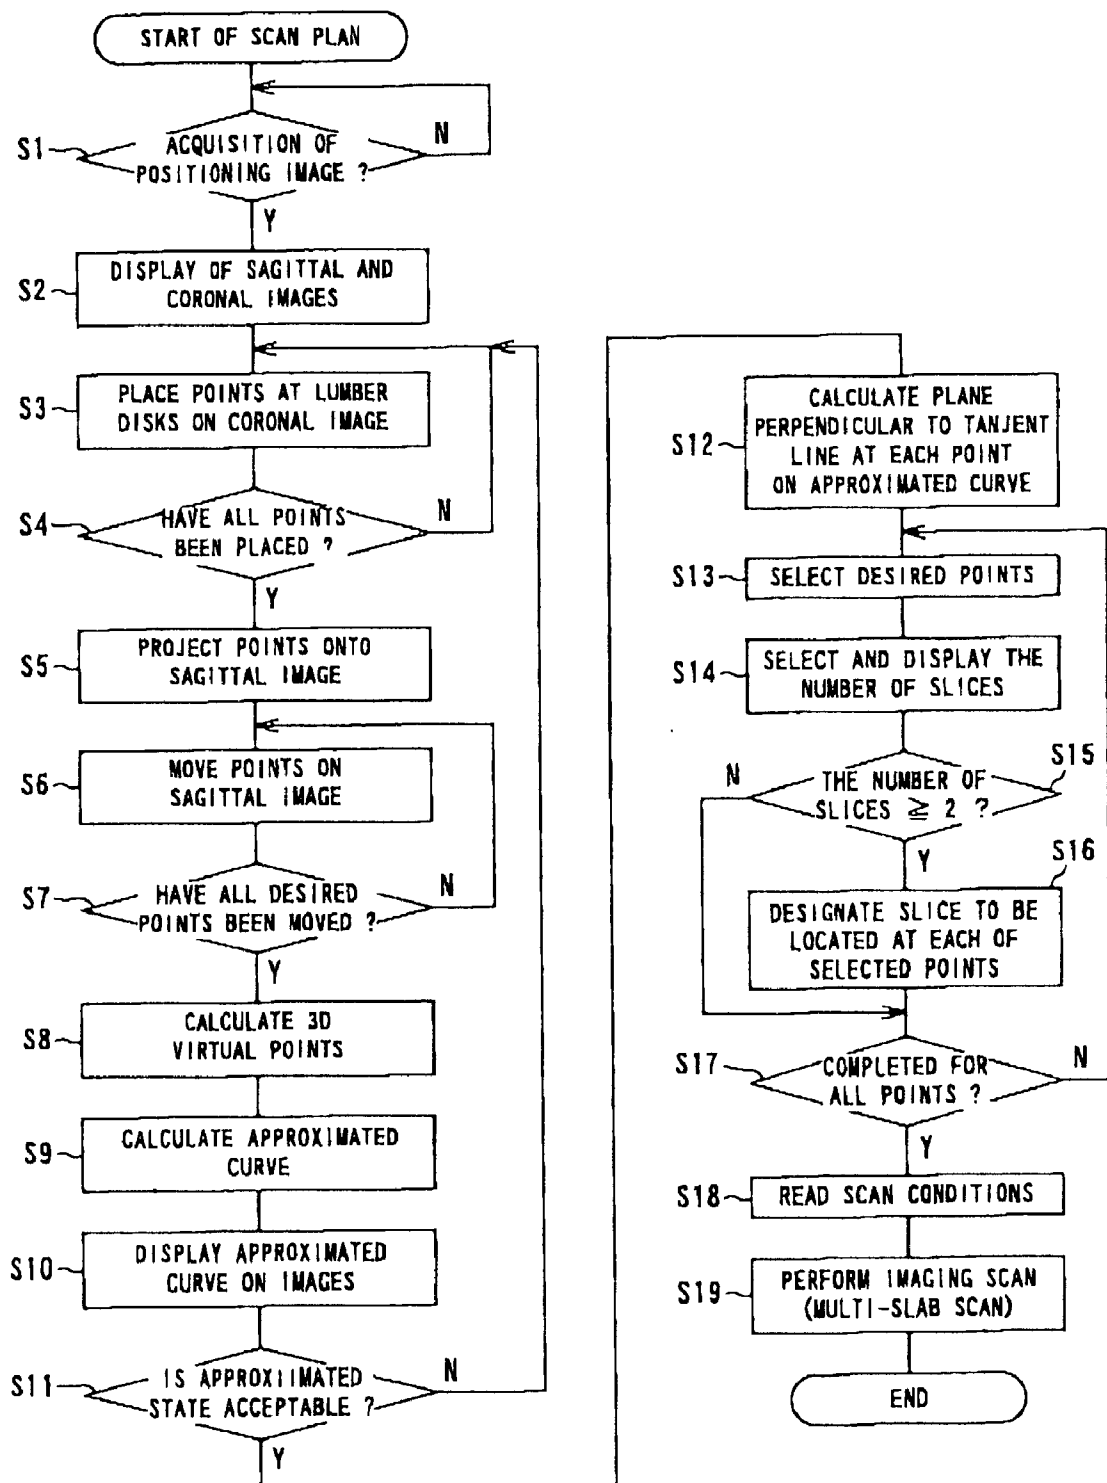 START OF SCAN PLAN
S1
ACQUISITION OF
POSITIONING IMAGE ?
N
Y
S2
DISPLAY OF SAGITTAL AND
CORONAL IMAGES
S3
PLACE POINTS AT LUMBER
DISKS ON CORONAL IMAGE
S4
HAVE ALL POINTS
BEEN PLACED ?
N
Y
S5
PROJECT POINTS ONTO
SAGITTAL IMAGE
S6
MOVE POINTS ON
SAGITTAL IMAGE
S7
HAVE ALL DESIRED
POINTS BEEN MOVED ?
N
Y
S8
CALCULATE 3D
VIRTUAL POINTS
S9
CALCULATE APPROXIMATED
CURVE
S10
DISPLAY APPROXIMATED
CURVE ON IMAGES
S11
IS APPROXIIMATED
STATE ACCEPTABLE ?
N
Y
S12
CALCULATE PLANE
PERPENDICULAR TO TANJENT
LINE AT EACH POINT
ON APPROXIMATED CURVE
S13
SELECT DESIRED POINTS
S14
SELECT AND DISPLAY THE
NUMBER OF SLICES
S15
THE NUMBER OF
SLICES ≧ 2 ?
N
Y
S16
DESIGNATE SLICE TO BE
LOCATED AT EACH OF
SELECTED POINTS
S17
COMPLETED FOR
ALL POINTS ?
N
Y
S18
READ SCAN CONDITIONS
S19
PERFORM IMAGING SCAN
(MULTI-SLAB SCAN)
END